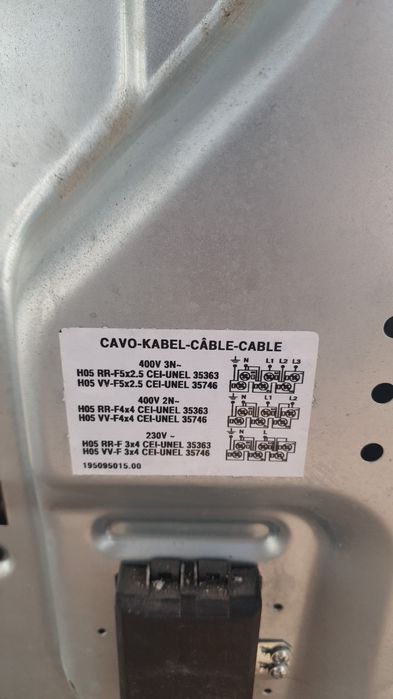 CAVO-KABEL-CÂBLE-CABLE
400V 3N~
H05 RR-F5x2.5 CEI-UNEL 35363
H05 VV-F5x2.5 CEI-UNEL 35746
N L1 L2 L3
400V 2N~
H05 RR-F4x4 CEI-UNEL 35363
H05 VV-F4x4 CEI-UNEL 35746
N L1 L2
230V ~
H05 RR-F 3x4 CEI-UNEL 35363
H05 VV-F 3x4 CEI-UNEL 35746
N L
195095015.00